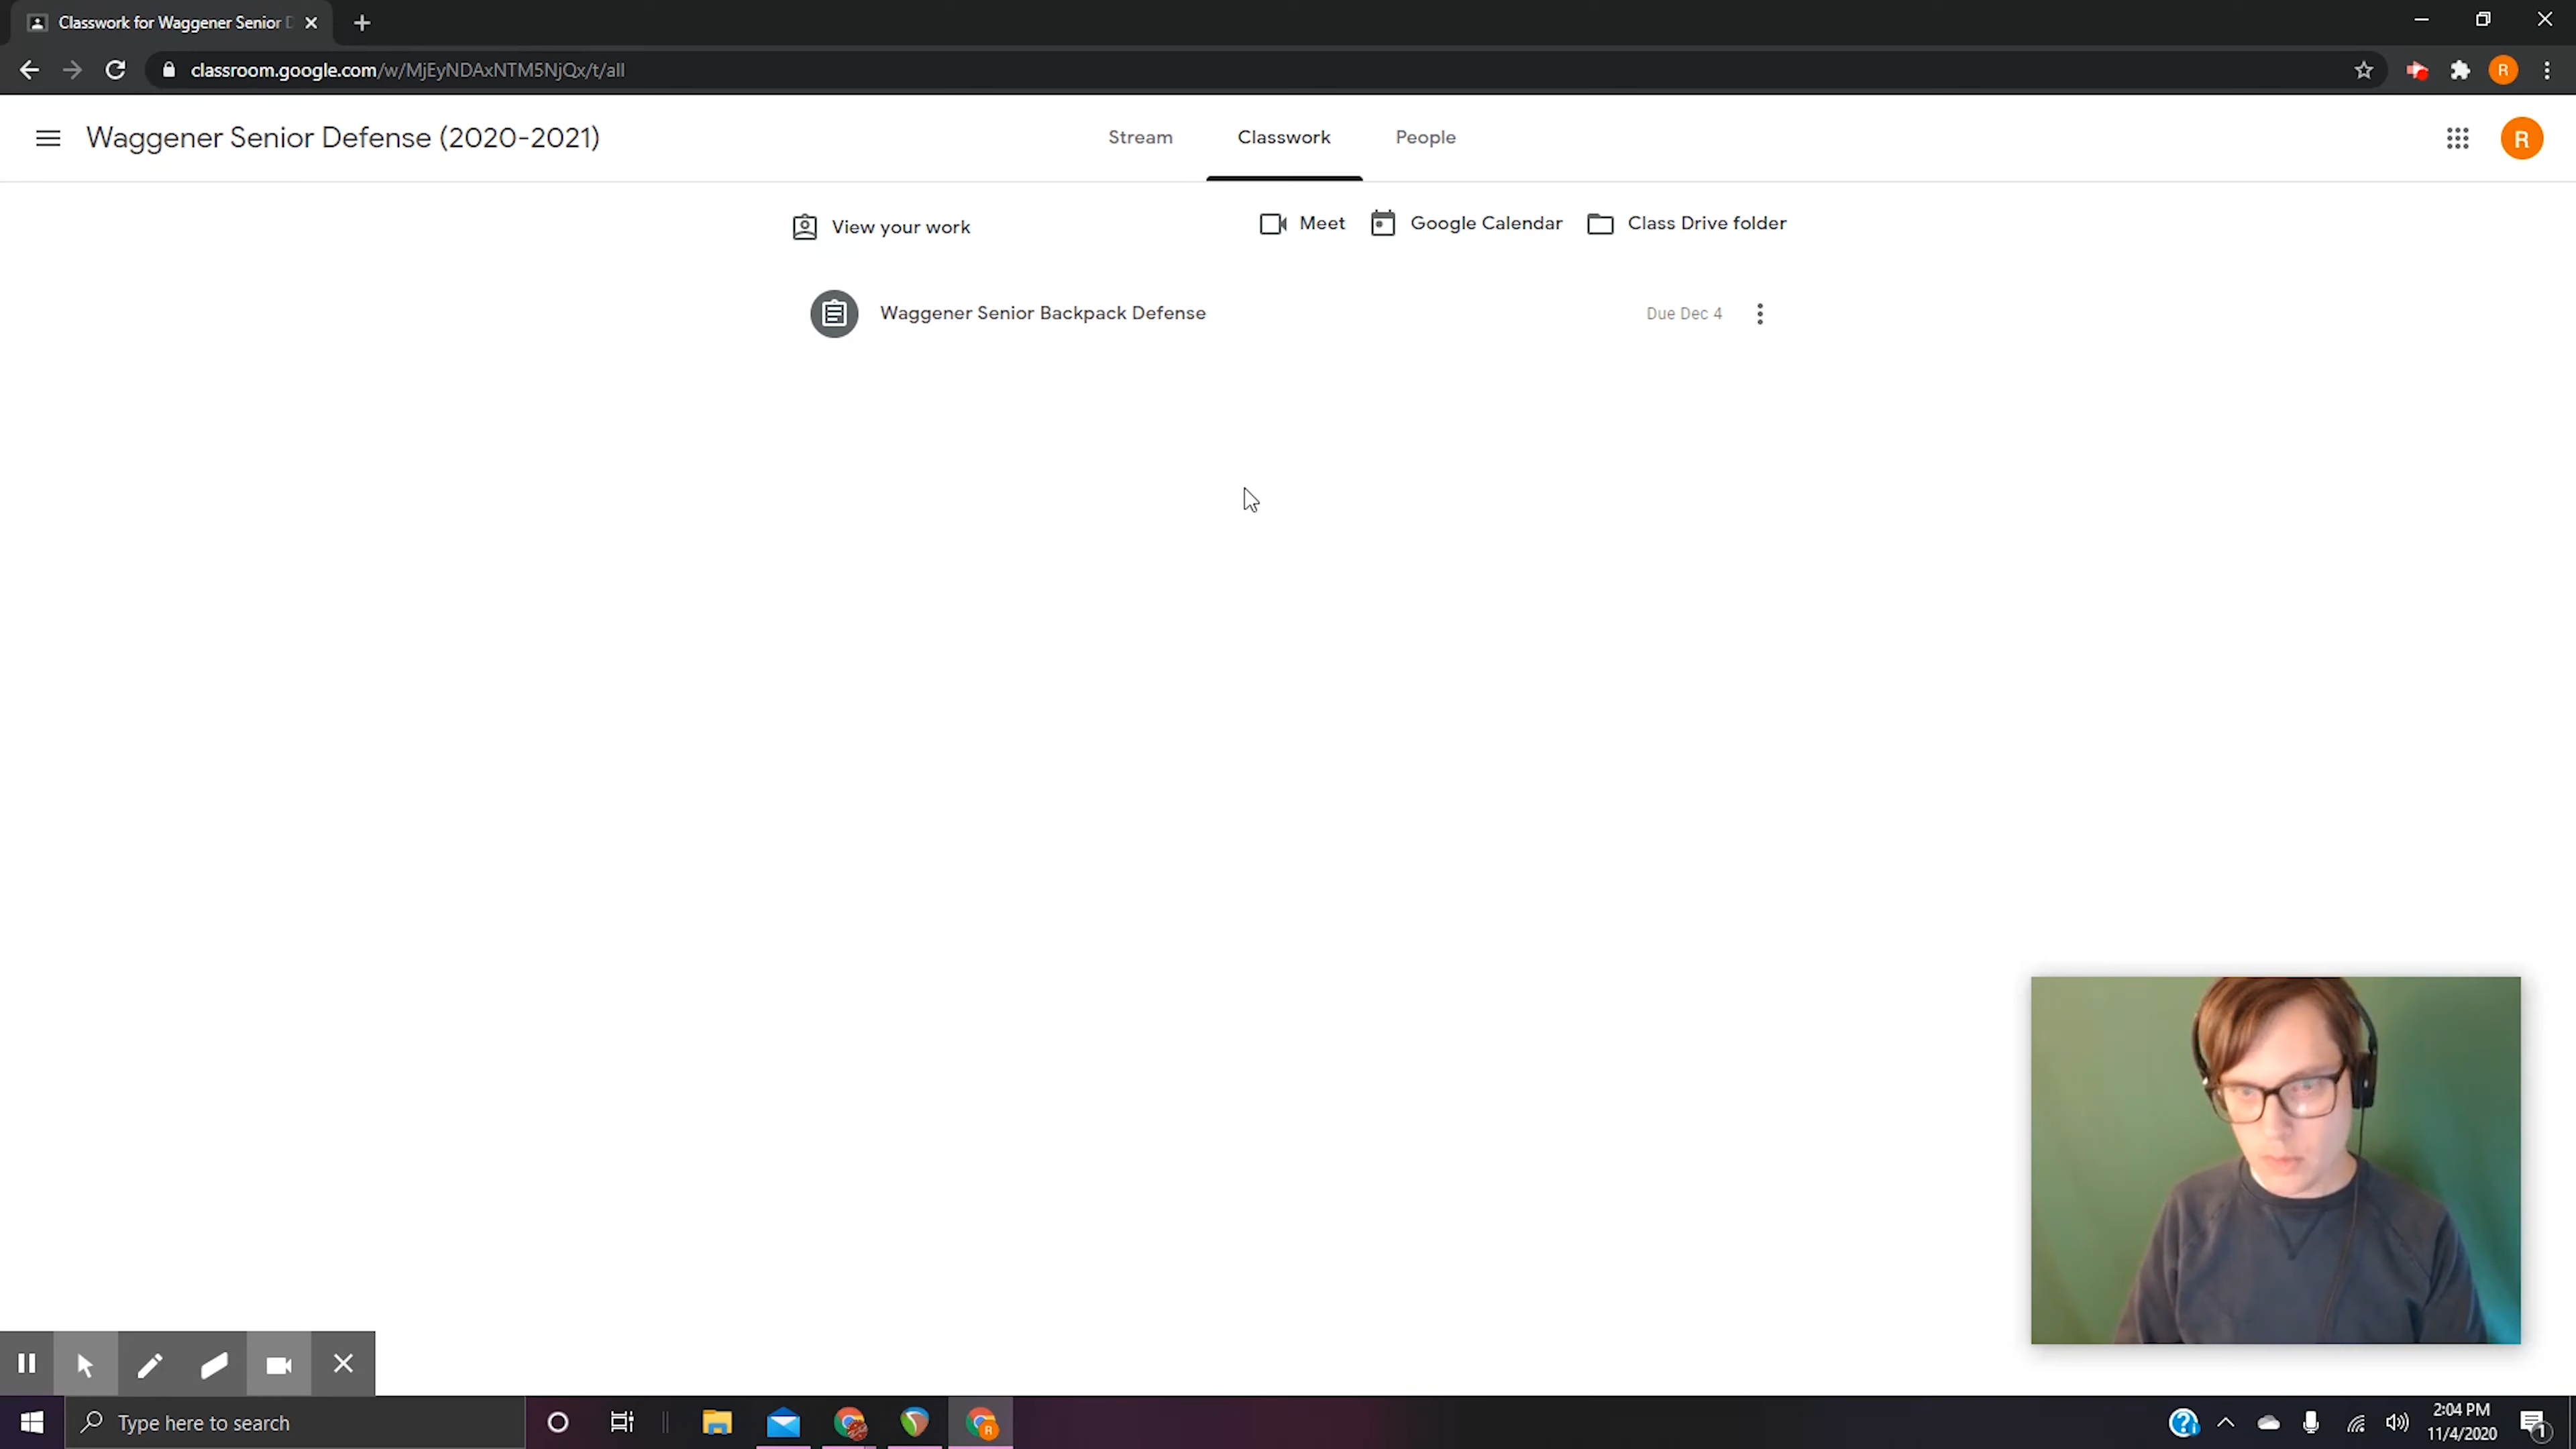 Classwork for Waggener Senior D
classroom.google.com/w/MjEyNDAxNTM5NjQx/t/all
R
Waggener Senior Defense (2020-2021)
Stream
Classwork
People
R
View your work
Meet
Google Calendar
Class Drive folder
Waggener Senior Backpack Defense
Due Dec 4
Type here to search
R
2:04 PM
11/4/2020
1